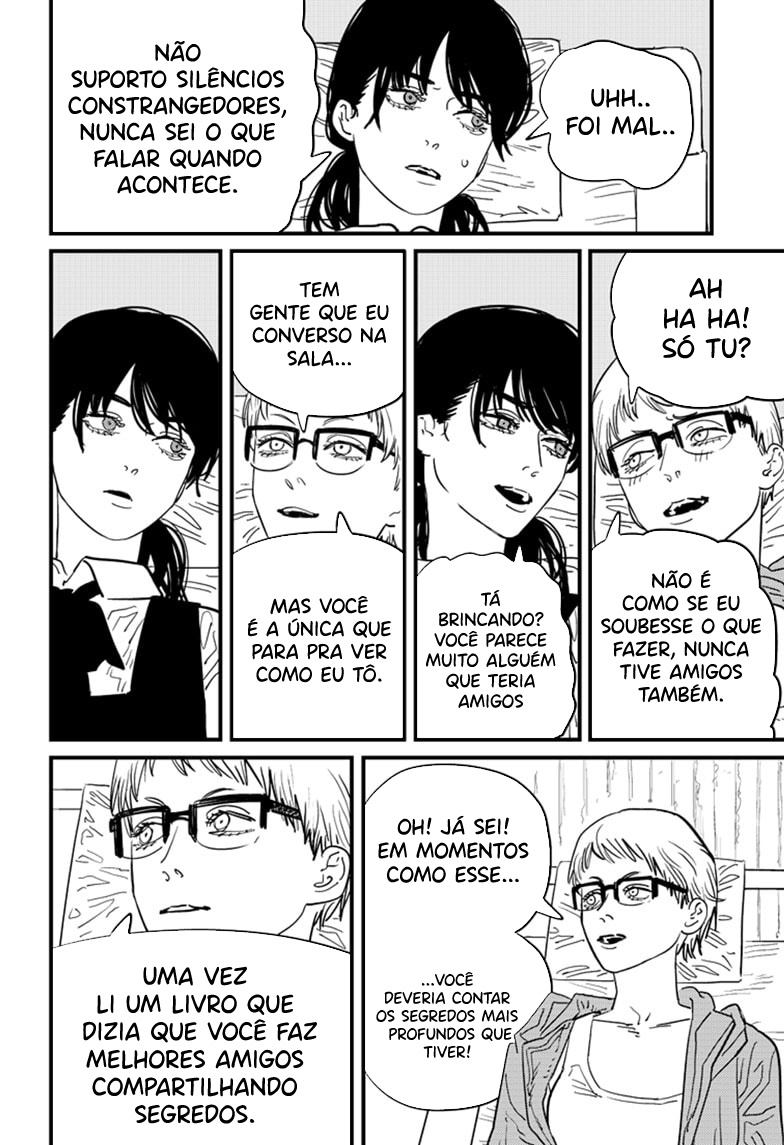 UHH..
FOI MAL..
NÃO
SUPORTO SILÊNCIOS
CONSTRANGEDORES,
NUNCA SEI O QUE
FALAR QUANDO
ACONTECE.
AH
HA HA!
SÓ TU?
NÃO É
COMO SE EU
SOUBESSE O QUE
FAZER, NUNCA
TIVE AMIGOS
TAMBÉM.
TÁ
BRINCANDO?
VOCÊ PARECE
MUITO ALGUÉM
QUE TERIA
AMIGOS
TEM
GENTE QUE EU
CONVERSO NA
SALA...
MAS VOCÊ
É A ÚNICA QUE
PARA PRA VER
COMO EU TÔ.
OH! JÁ SEI!
EM MOMENTOS
COMO ESSE...
...VOCÊ
DEVERIA CONTAR
OS SEGREDOS MAIS
PROFUNDOS QUE
TIVER!
UMA VEZ
LI UM LIVRO QUE
DIZIA QUE VOCÊ FAZ
MELHORES AMIGOS
COMPARTILHANDO
SEGREDOS.